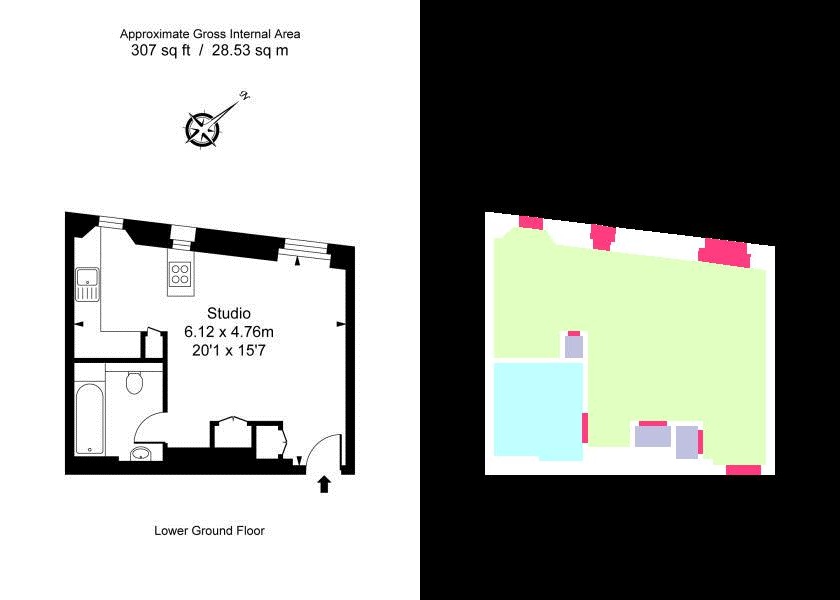 Approximate Gross Internal Area
307 sq ft / 28.53 sq m
N
Studio
6.12 x 4.76m
20'1 x 15'7
Lower Ground Floor